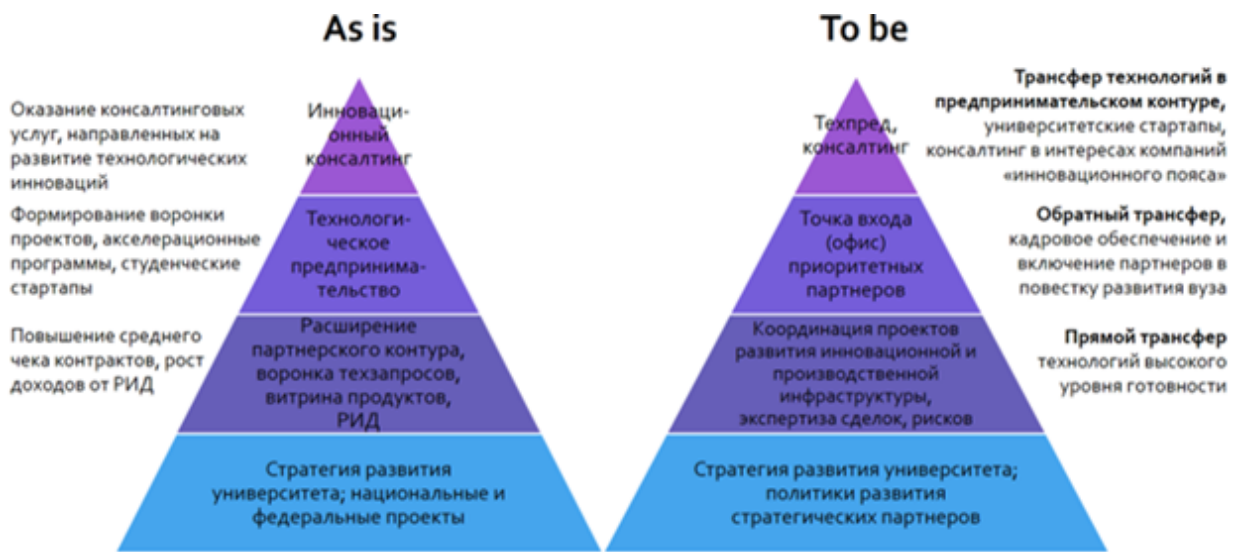 As is
Оказание консалтинговых
услуг, направленных на
развитие технологических
инноваций
Формирование воронки
проектов, акселерационные
программы, студенческие
стартапы
Повышение среднего
чека контрактов, рост
доходов от РИД
Инноваци-
онный
консалтинг
Технологи-
ческое
предпринима-
тельство
Расширение
партнерского контура,
воронка техзапросов,
витрина продуктов,
РИД
Стратегия развития
университета; национальные и
федеральные проекты
To be
Техпред,
консалтинг
Точка входа
(офис)
приоритетных
партнеров
Координация проектов
развития инновационной и
производственной
инфраструктуры,
экспертиза сделок, рисков
Стратегия развития университета;
политики развития
стратегических партнеров
Трансфер технологий в
предпринимательском контуре,
университетские стартапы,
консалтинг в интересах компаний
«инновационного пояса»
Обратный трансфер,
кадровое обеспечение и
включение партнеров в
повестку развития вуза
Прямой трансфер
технологий высокого
уровня готовности